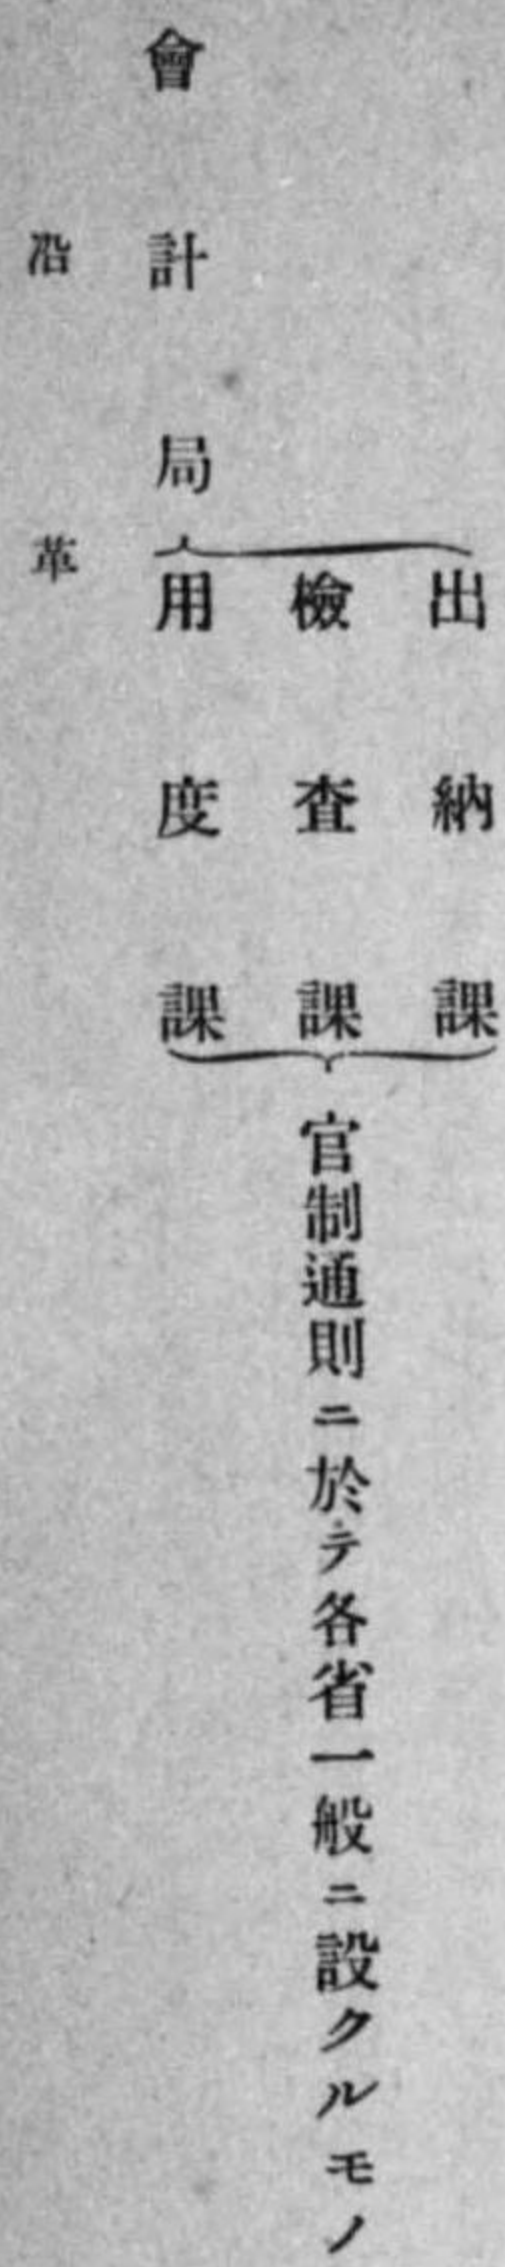 出納課
檢査課
用度課
官制通則ニ於テ各省一般ニ設クルモノ
會計局
沿革